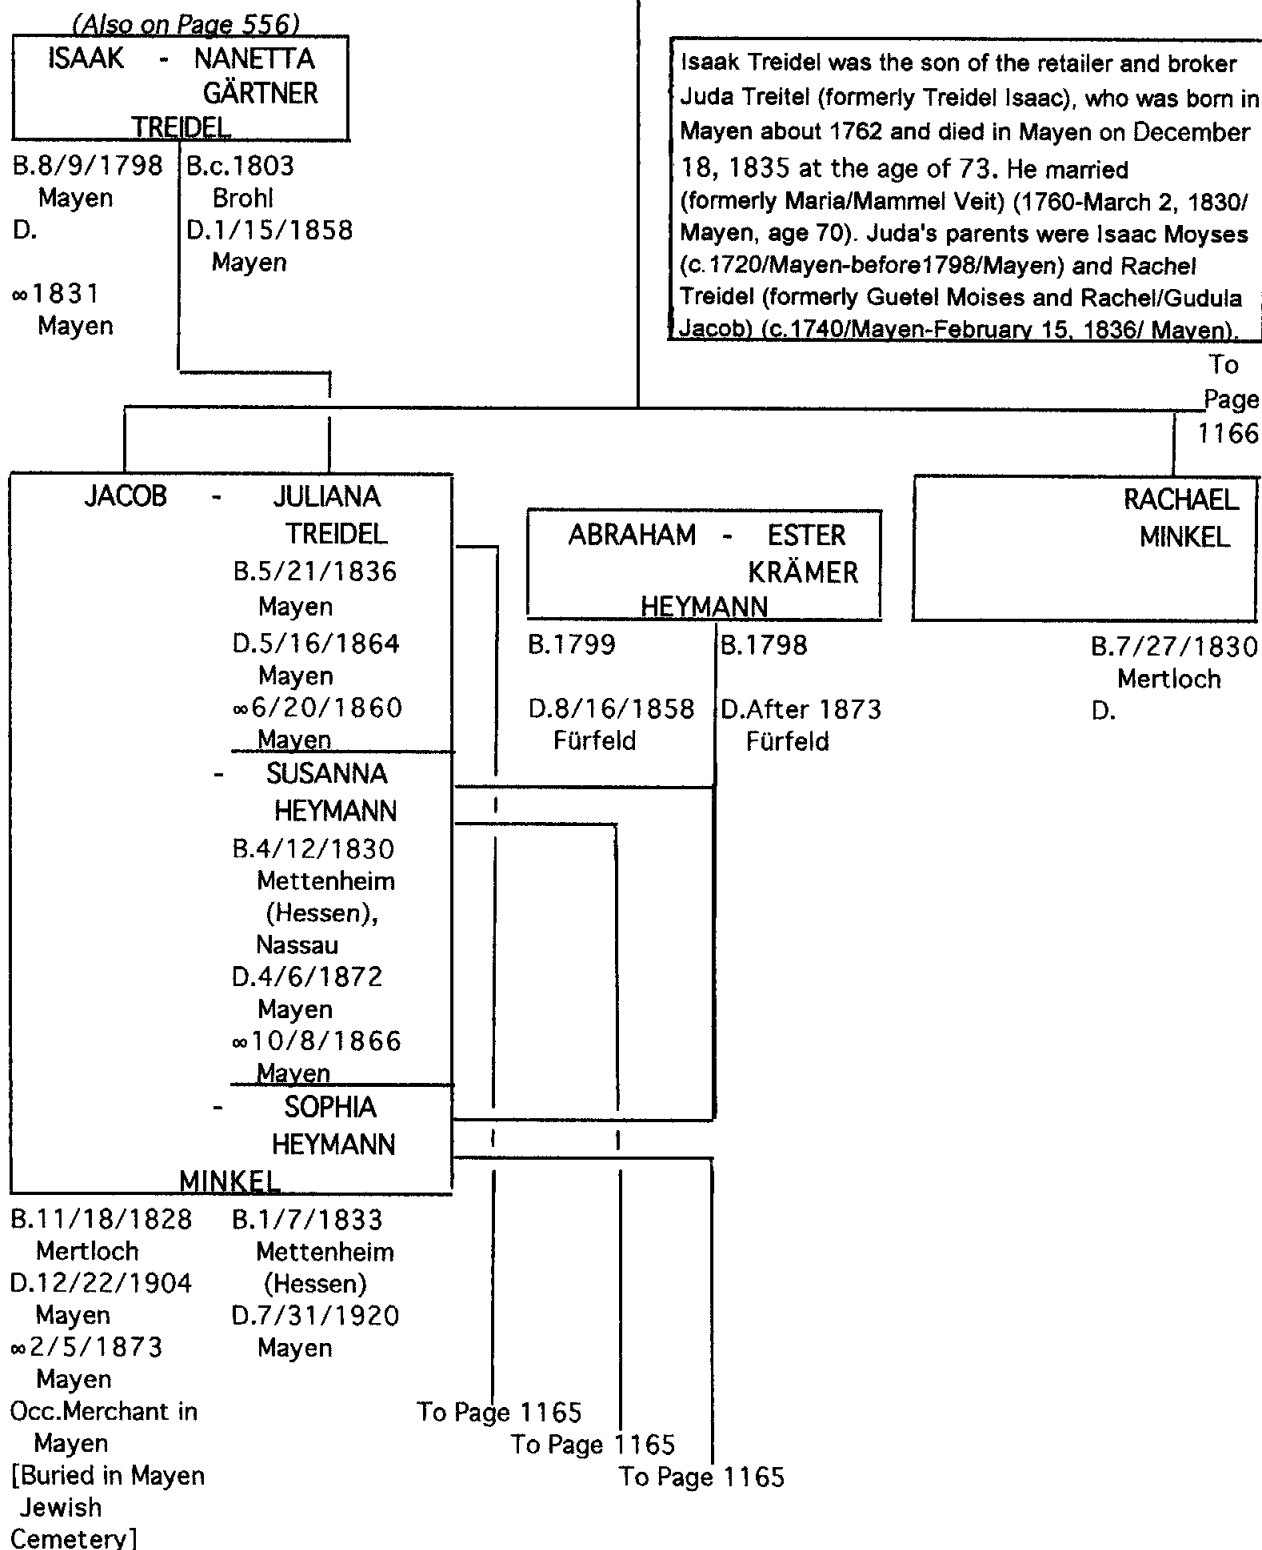 (Also on Page 556)
ISAAK - NANETTA
GÄRTNER
TREIDEL
B.8/9/1798 B.c.1803
Mayen Brohl
D. D.1/15/1858
Mayen
∞1831
Mayen
Isaak Treidel was the son of the retailer and broker
Juda Treitel (formerly Treidel Isaac), who was born in
Mayen about 1762 and died in Mayen on December
18, 1835 at the age of 73. He married
(formerly Maria/Mammel Veit) (1760-March 2, 1830/
Mayen, age 70). Juda's parents were Isaac Moyses
(c.1720/Mayen-before1798/Mayen) and Rachel
Treidel (formerly Guetel Moises and Rachel/Gudula
Jacob) (c.1740/Mayen-February 15, 1836/ Mayen).
To
Page
1166
JACOB - JULIANA
TREIDEL
B.5/21/1836
Mayen
D.5/16/1864
Mayen
∞6/20/1860
Mayen
- SUSANNA
HEYMANN
B.4/12/1830
Mettenheim
(Hessen),
Nassau
D.4/6/1872
Mayen
∞10/8/1866
Mayen
- SOPHIA
HEYMANN
MINKEL
B.11/18/1828 B.1/7/1833
Mertloch Mettenheim
D.12/22/1904 (Hessen)
Mayen D.7/31/1920
∞2/5/1873 Mayen
Mayen
Occ.Merchant in
Mayen
[Buried in Mayen
Jewish
Cemetery]
ABRAHAM - ESTER
KRÄMER
HEYMANN
B.1799 B.1798
D.8/16/1858 D.After 1873
Fürfeld Fürfeld
RACHAEL
MINKEL
B.7/27/1830
Mertloch
D.
To Page 1165
To Page 1165
To Page 1165